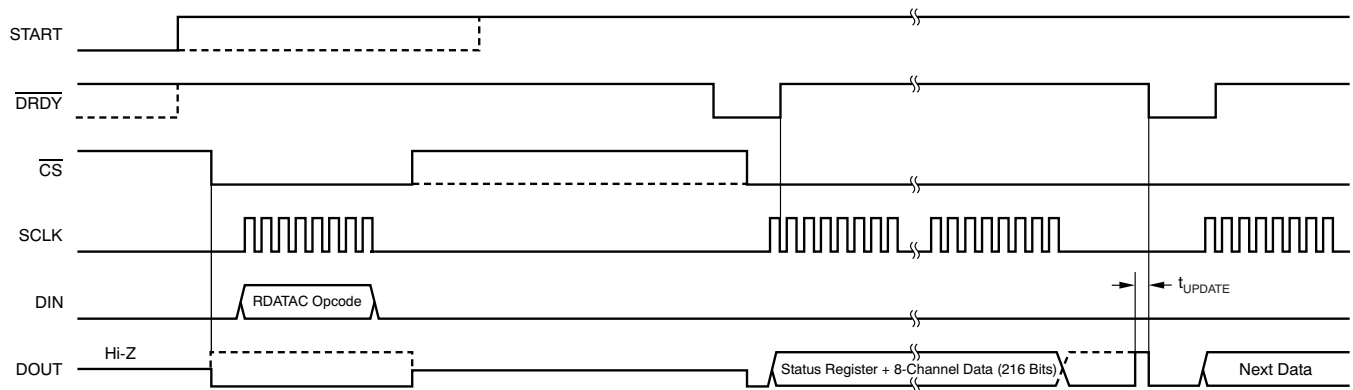 START
DRDY
CS
SCLK
tUPDATE
DIN
RDATAC Opcode
Hi-Z
DOUT
Status Register + 8-Channel Data (216 Bits)
Next Data